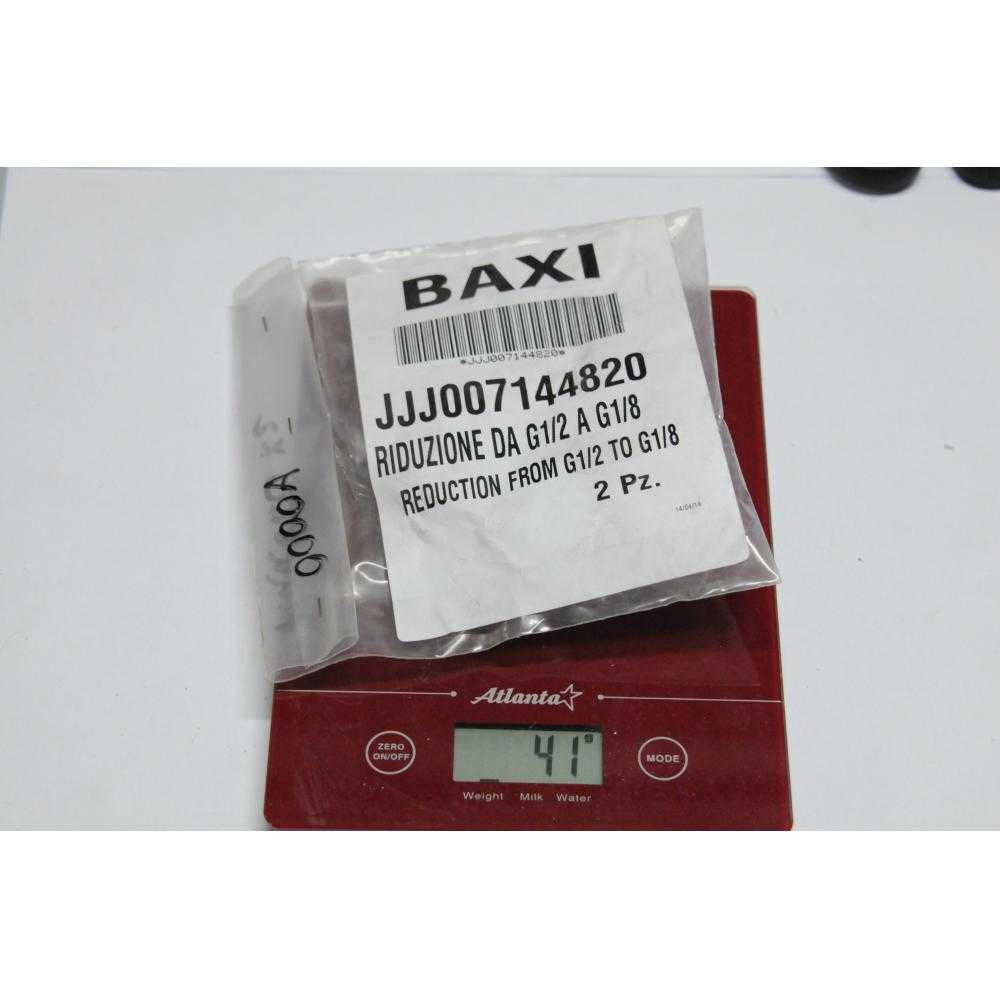 BAXI
*JJJ007144820*
JJJ007144820
RIDUZIONE DA G1/2 A G1/8
REDUCTION FROM G1/2 TO G1/8
2 Pz.
14/04/14
Atlanta
ZERO
ON/OFF
41 g
MODE
Weight Milk Water